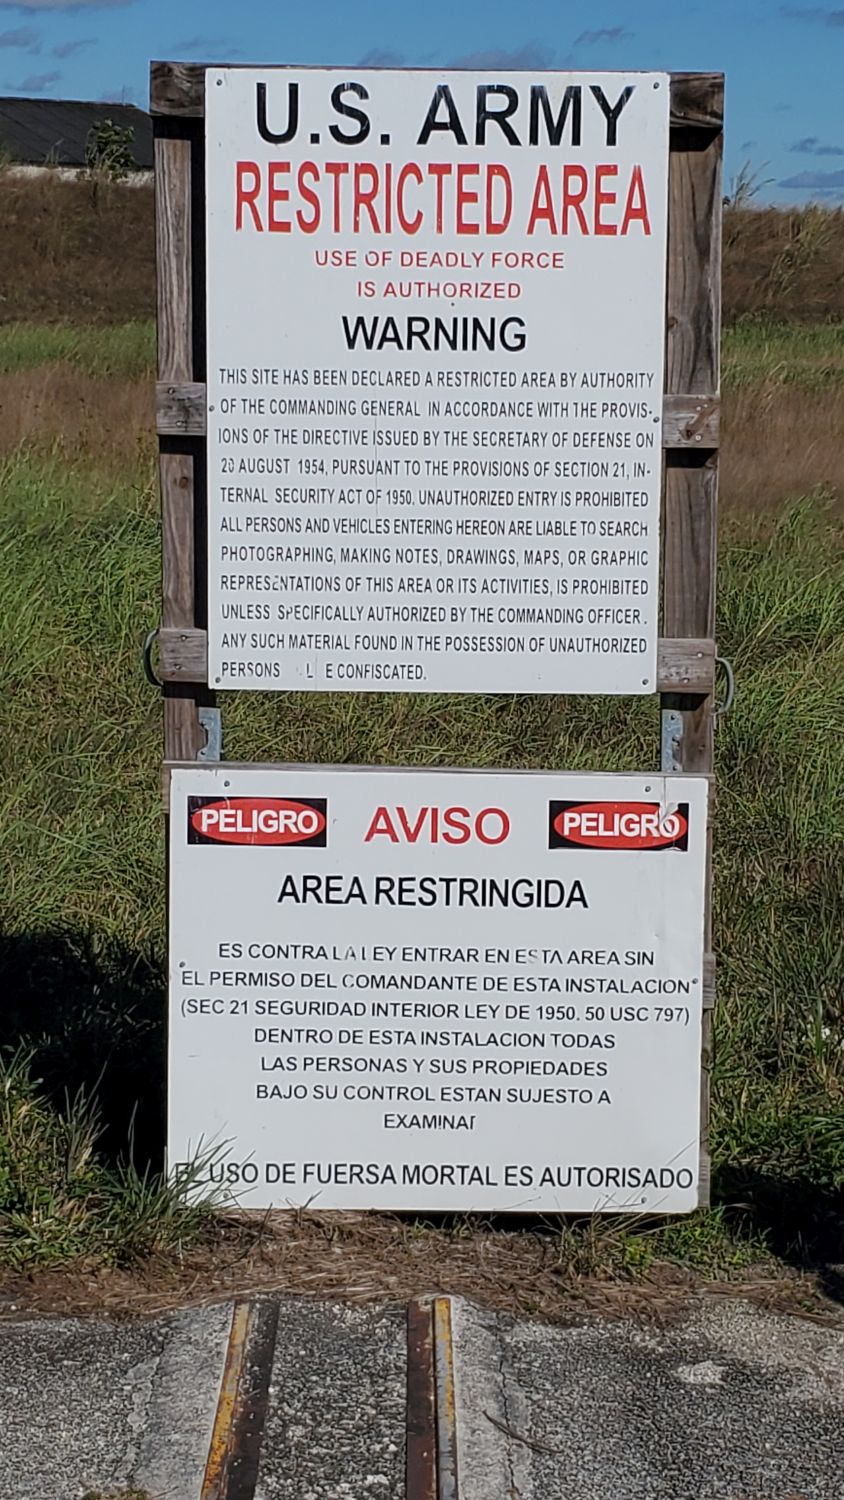 U.S. ARMY
RESTRICTED AREA
USE OF DEADLY FORCE
IS AUTHORIZED
WARNING
THIS SITE HAS BEEN DECLARED A RESTRICTED AREA BY AUTHORITY
OF THE COMMANDING GENERAL IN ACCORDANCE WITH THE PROVIS-
IONS OF THE DIRECTIVE ISSUED BY THE SECRETARY OF DEFENSE ON
20 AUGUST 1954, PURSUANT TO THE PROVISIONS OF SECTION 21, IN-
TERNAL SECURITY ACT OF 1950. UNAUTHORIZED ENTRY IS PROHIBITED
ALL PERSONS AND VEHICLES ENTERING HEREON ARE LIABLE TO SEARCH
PHOTOGRAPHING, MAKING NOTES, DRAWINGS, MAPS, OR GRAPHIC
REPRESENTATIONS OF THIS AREA OR ITS ACTIVITIES, IS PROHIBITED
UNLESS SPECIFICALLY AUTHORIZED BY THE COMMANDING OFFICER.
ANY SUCH MATERIAL FOUND IN THE POSSESSION OF UNAUTHORIZED
PERSONS L E CONFISCATED.
PELIGRO AVISO PELIGRO
AREA RESTRINGIDA
ES CONTRA LA LEY ENTRAR EN ESTA AREA SIN
EL PERMISO DEL COMANDANTE DE ESTA INSTALACION
(SEC 21 SEGURIDAD INTERIOR LEY DE 1950. 50 USC 797)
DENTRO DE ESTA INSTALACION TODAS
LAS PERSONAS Y SUS PROPIEDADES
BAJO SU CONTROL ESTAN SUJESTO A
EXAMINAR
EL USO DE FUERSA MORTAL ES AUTORISADO